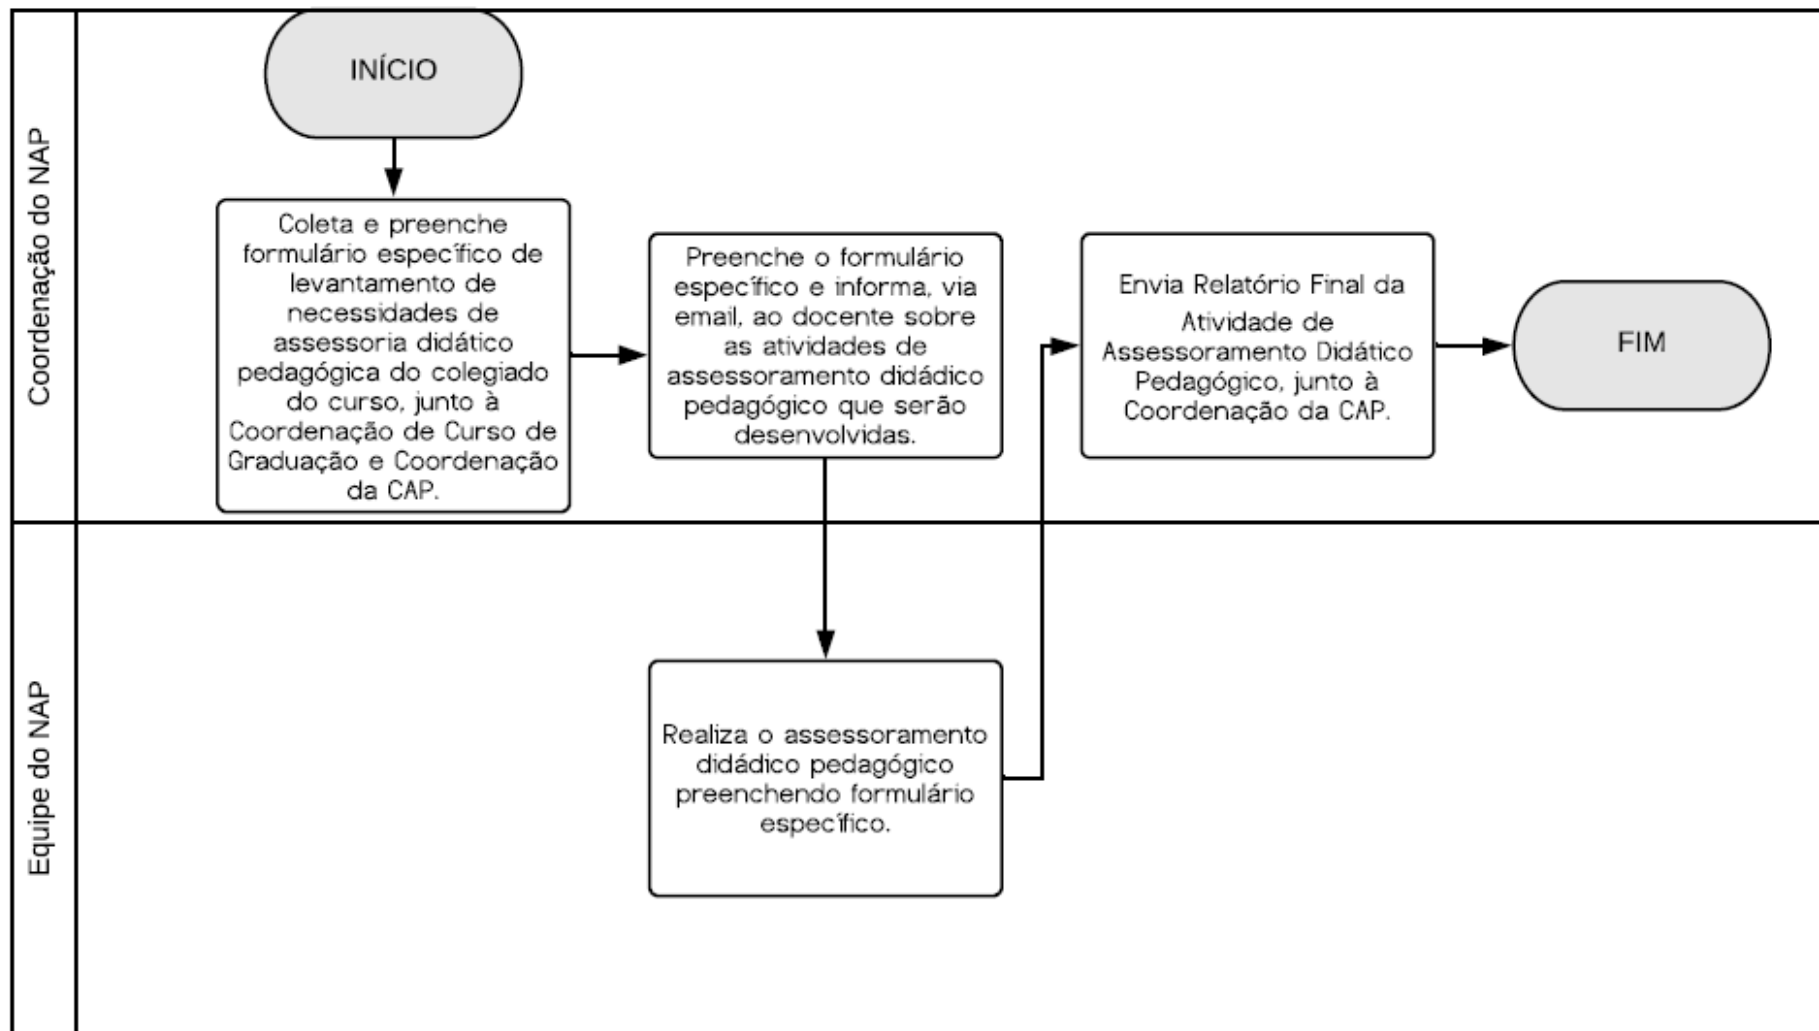 Coordenação do NAP
INÍCIO
Coleta e preenche
formulário específico de
levantamento de
necessidades de
assessoria didático
pedagógica do colegiado
do curso, junto à
Coordenação de Curso de
Graduação e Coordenação
da CAP.
Preenche o formulário
específico e informa, via
email, ao docente sobre
as atividades de
assessoramento didádico
pedagógico que serão
desenvolvidas.
Envia Relatório Final da
Atividade de
Assessoramento Didático
Pedagógico, junto à
Coordenação da CAP.
FIM
Equipe do NAP
Realiza o assessoramento
didádico pedagógico
preenchendo formulário
específico.